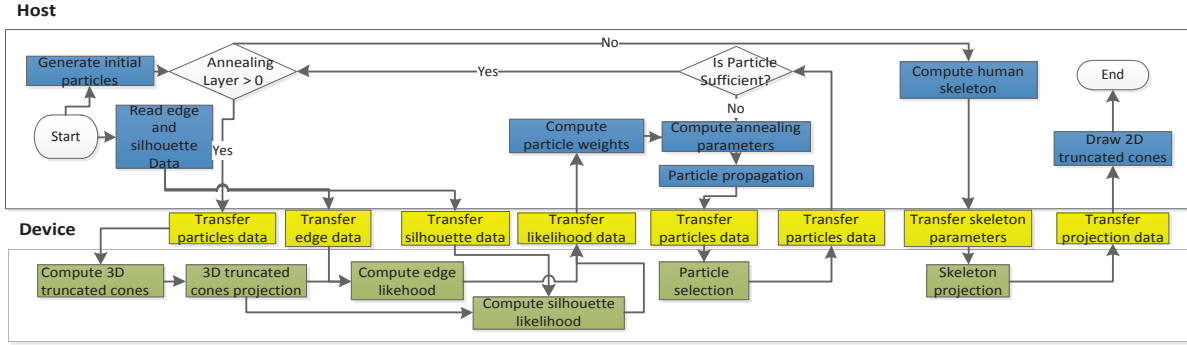 Host
No
Generate initial
particles
Annealing
Layer > 0
Yes
Is Particle
Sufficient?
Compute human
skeleton
End
Start
Read edge
and
silhouette
Data
Yes
No
Compute
particle weights
Compute annealing
parameters
Draw 2D
truncated cones
Particle propagation
Device
Transfer
particles data
Transfer
edge data
Transfer
silhouette data
Transfer
likelihood data
Transfer
particles data
Transfer
particles data
Transfer skeleton
parameters
Transfer
projection data
Compute 3D
truncated cones
3D truncated
cones projection
Compute edge
likehood
Compute silhouette
likelihood
Particle
selection
Skeleton
projection